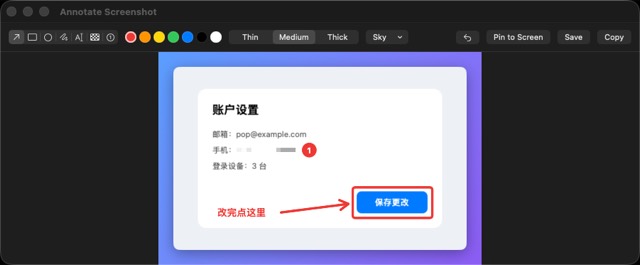 Annotate Screenshot
A
1
Thin Medium Thick Sky Pin to Screen Save Copy
账户设置
邮箱：pop@example.com
手机：
1
登录设备：3 台
保存更改
改完点这里